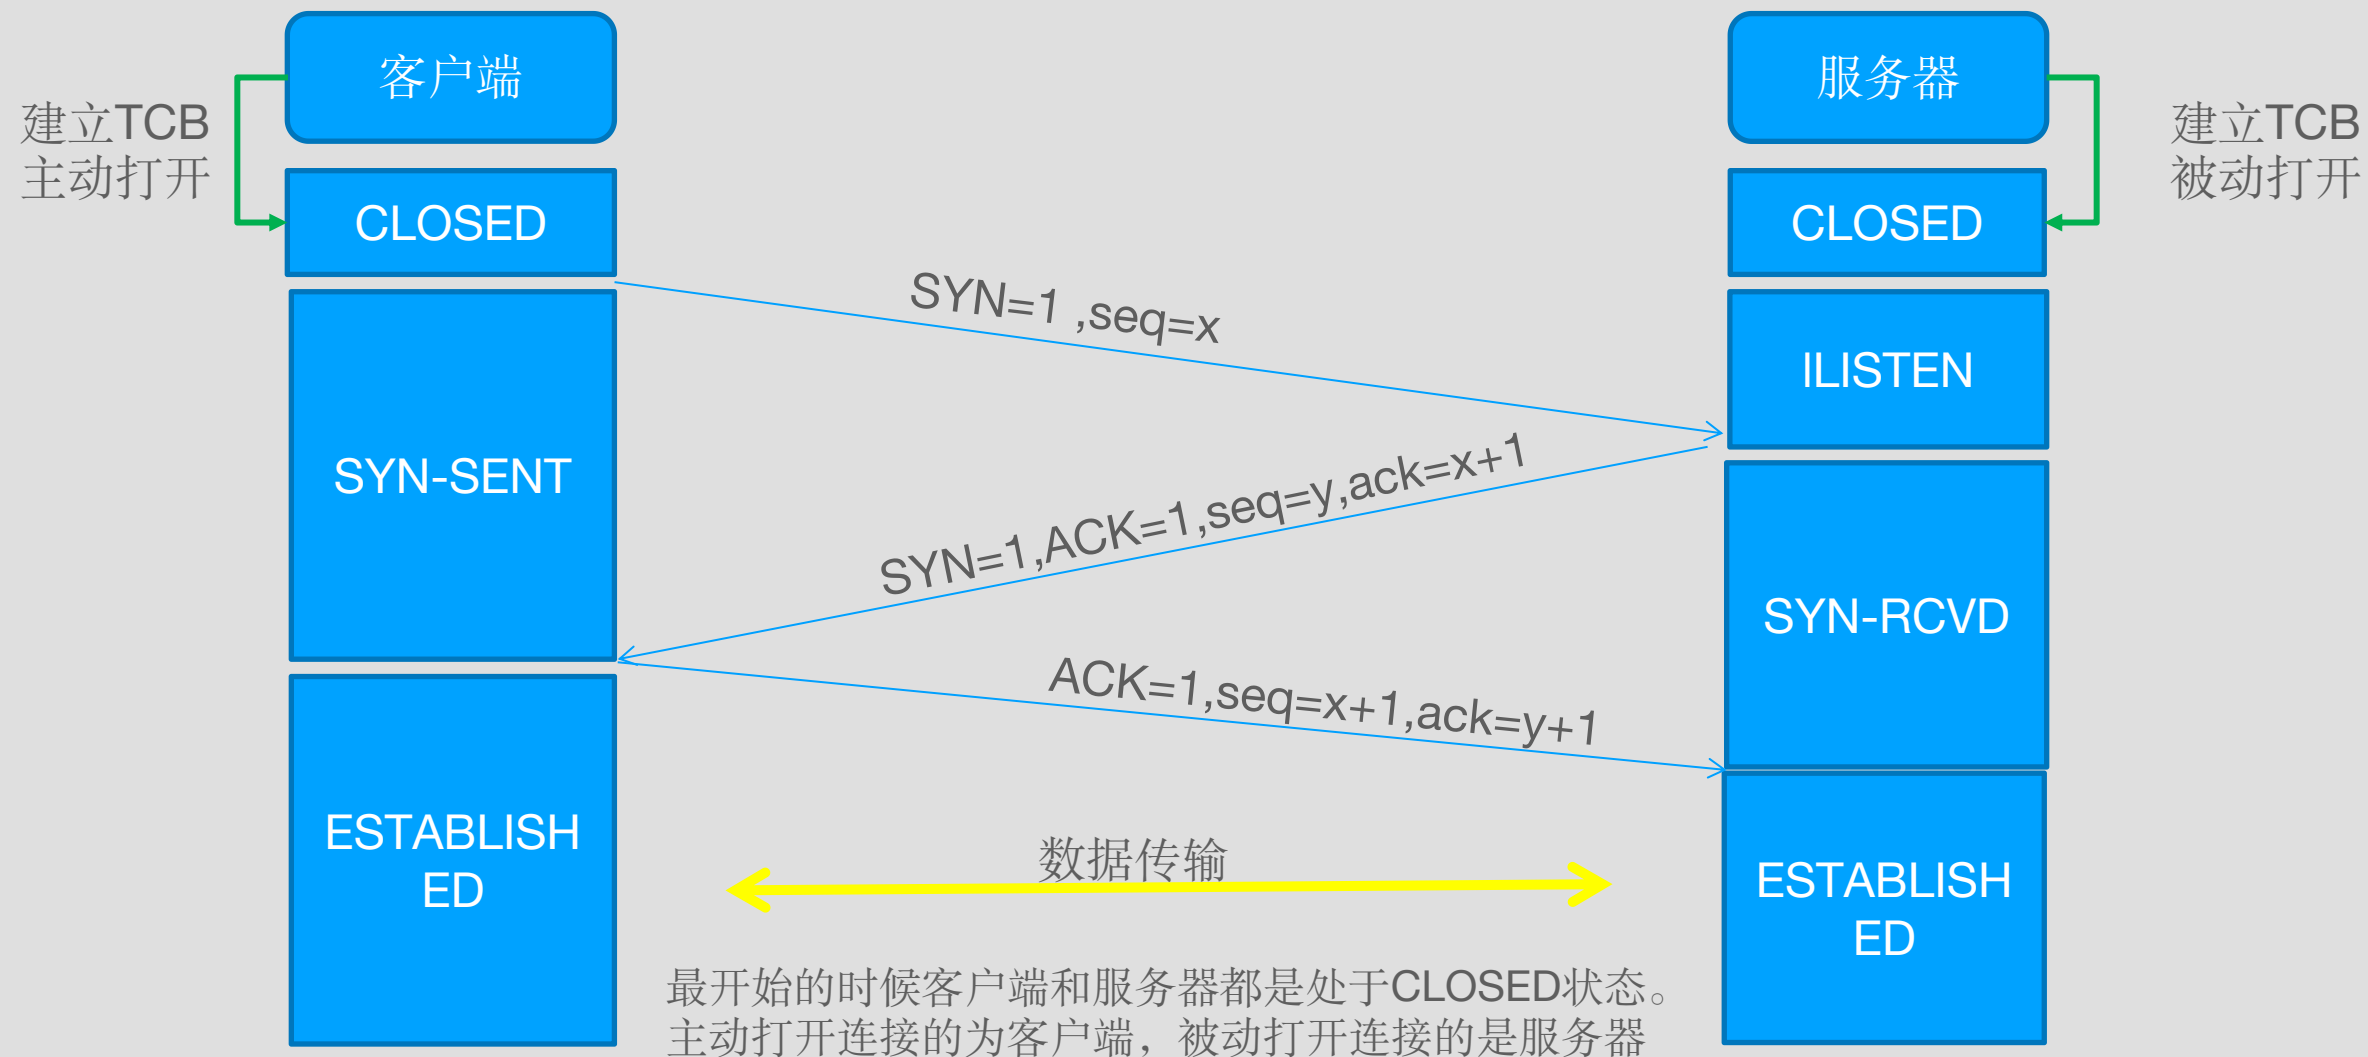 客户端
服务器
建立TCB
主动打开
建立TCB
被动打开
CLOSED
CLOSED
SYN=1 ,seq=x
ILISTEN
SYN-SENT
SYN=1,ACK=1,seq=y,ack=x+1
SYN-RCVD
ACK=1,seq=x+1,ack=y+1
ESTABLISH
ED
数据传输
ESTABLISH
ED
最开始的时候客户端和服务器都是处于CLOSED状态。
主动打开连接的为客户端，被动打开连接的是服务器